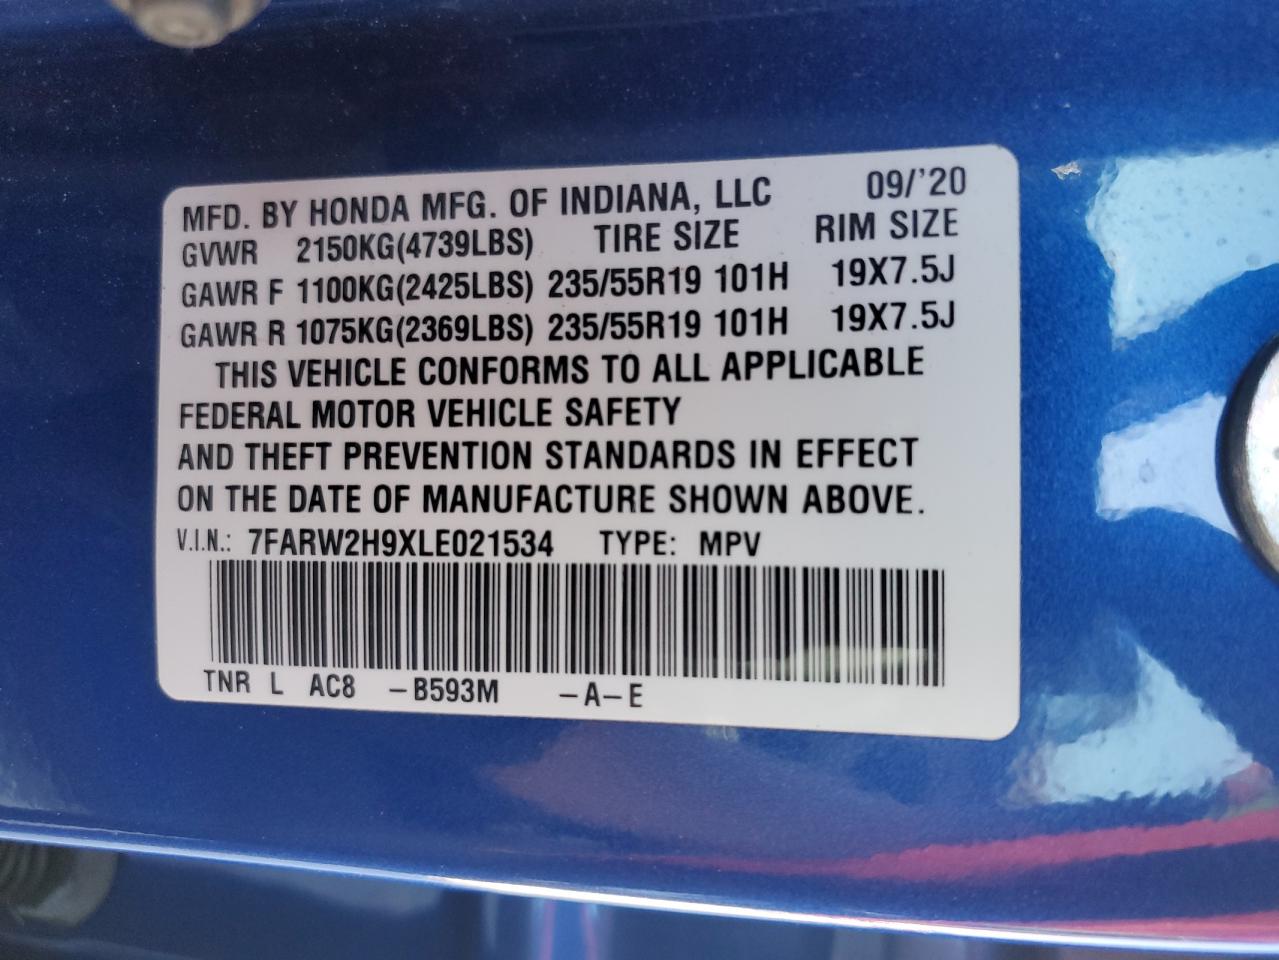 MFD. BY HONDA MFG. OF INDIANA, LLC 09/'20
GVWR 2150KG(4739LBS) TIRE SIZE RIM SIZE
GAWR F 1100KG(2425LBS) 235/55R19 101H 19X7.5J
GAWR R 1075KG(2369LBS) 235/55R19 101H 19X7.5J
THIS VEHICLE CONFORMS TO ALL APPLICABLE
FEDERAL MOTOR VEHICLE SAFETY
AND THEFT PREVENTION STANDARDS IN EFFECT
ON THE DATE OF MANUFACTURE SHOWN ABOVE.
V.I.N.: 7FARW2H9XLE021534 TYPE: MPV
TNR L AC8 -B593M -A-E